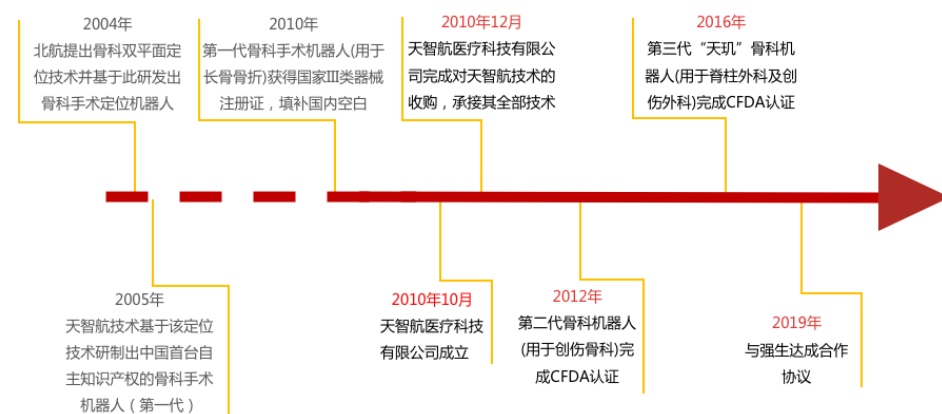 2004年
北航提出骨科双平面定
位技术并基于此研发出
骨科手术定位机器人
2010年
第一代骨科手术机器人(用于
长骨骨折)获得国家Ⅲ类器械
注册证，填补国内空白
2010年12月
天智航医疗科技有限公
司完成对天智航技术的
收购，承接其全部技术
2016年
第三代“天玑”骨科机
器人(用于脊柱外科及创
伤外科)完成CFDA认证
2005年
天智航技术基于该定位
技术研制出中国首台自
主知识产权的骨科手术
机器人（第一代）
2010年10月
天智航医疗科技
有限公司成立
2012年
第二代骨科机器人
(用于创伤骨科)完
成CFDA认证
2019年
与强生达成合作
协议